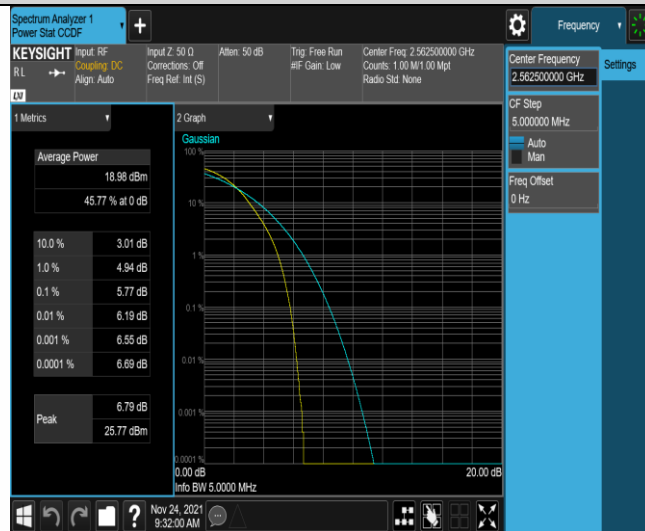 Spectrum Analyzer 1
Power Stat CCDF
Frequency
KEYSIGHT
RL
LXI
Input: RF
Coupling: DC
Align: Auto
Input Z: 50 Ω
Corrections: Off
Freq Ref: Int (S)
Atten: 50 dB
Trig: Free Run
#IF Gain: Low
Center Freq: 2.562500000 GHz
Counts: 1.00 M/1.00 Mpt
Radio Std: None
Center Frequency
2.562500000 GHz
Settings
CF Step
5.000000 MHz
Auto
Man
Freq Offset
0 Hz
1 Metrics
Average Power
18.98 dBm
45.77 % at 0 dB
10.0 % 3.01 dB
1.0 % 4.94 dB
0.1 % 5.77 dB
0.01 % 6.19 dB
0.001 % 6.55 dB
0.0001 % 6.69 dB
Peak
6.79 dB
25.77 dBm
2 Graph
Gaussian
100 %
10 %
1 %
0.1 %
0.01 %
0.001 %
0.0001 %
0.00 dB 20.00 dB
Info BW 5.0000 MHz
?
Nov 24, 2021
9:32:00 AM